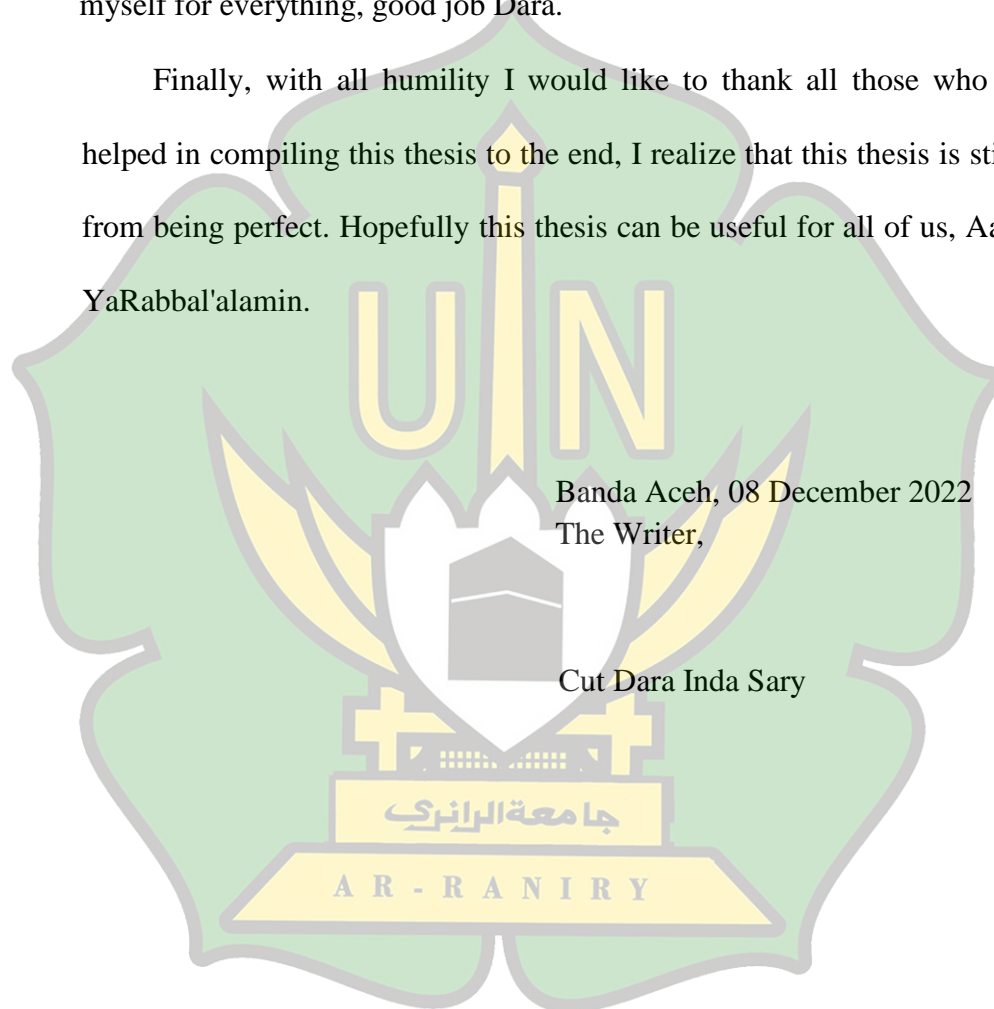 myself for everything, good job Dara.
Finally, with all humility I would like to thank all those who
helped in compiling this thesis to the end, I realize that this thesis is
from being perfect. Hopefully this thesis can be useful for all of us,
YaRabbal'alamin.
UIN
Banda Aceh, 08 December 2022
The Writer,
Cut Dara Inda Sary
جامعة الرانري
AR-RANIRY